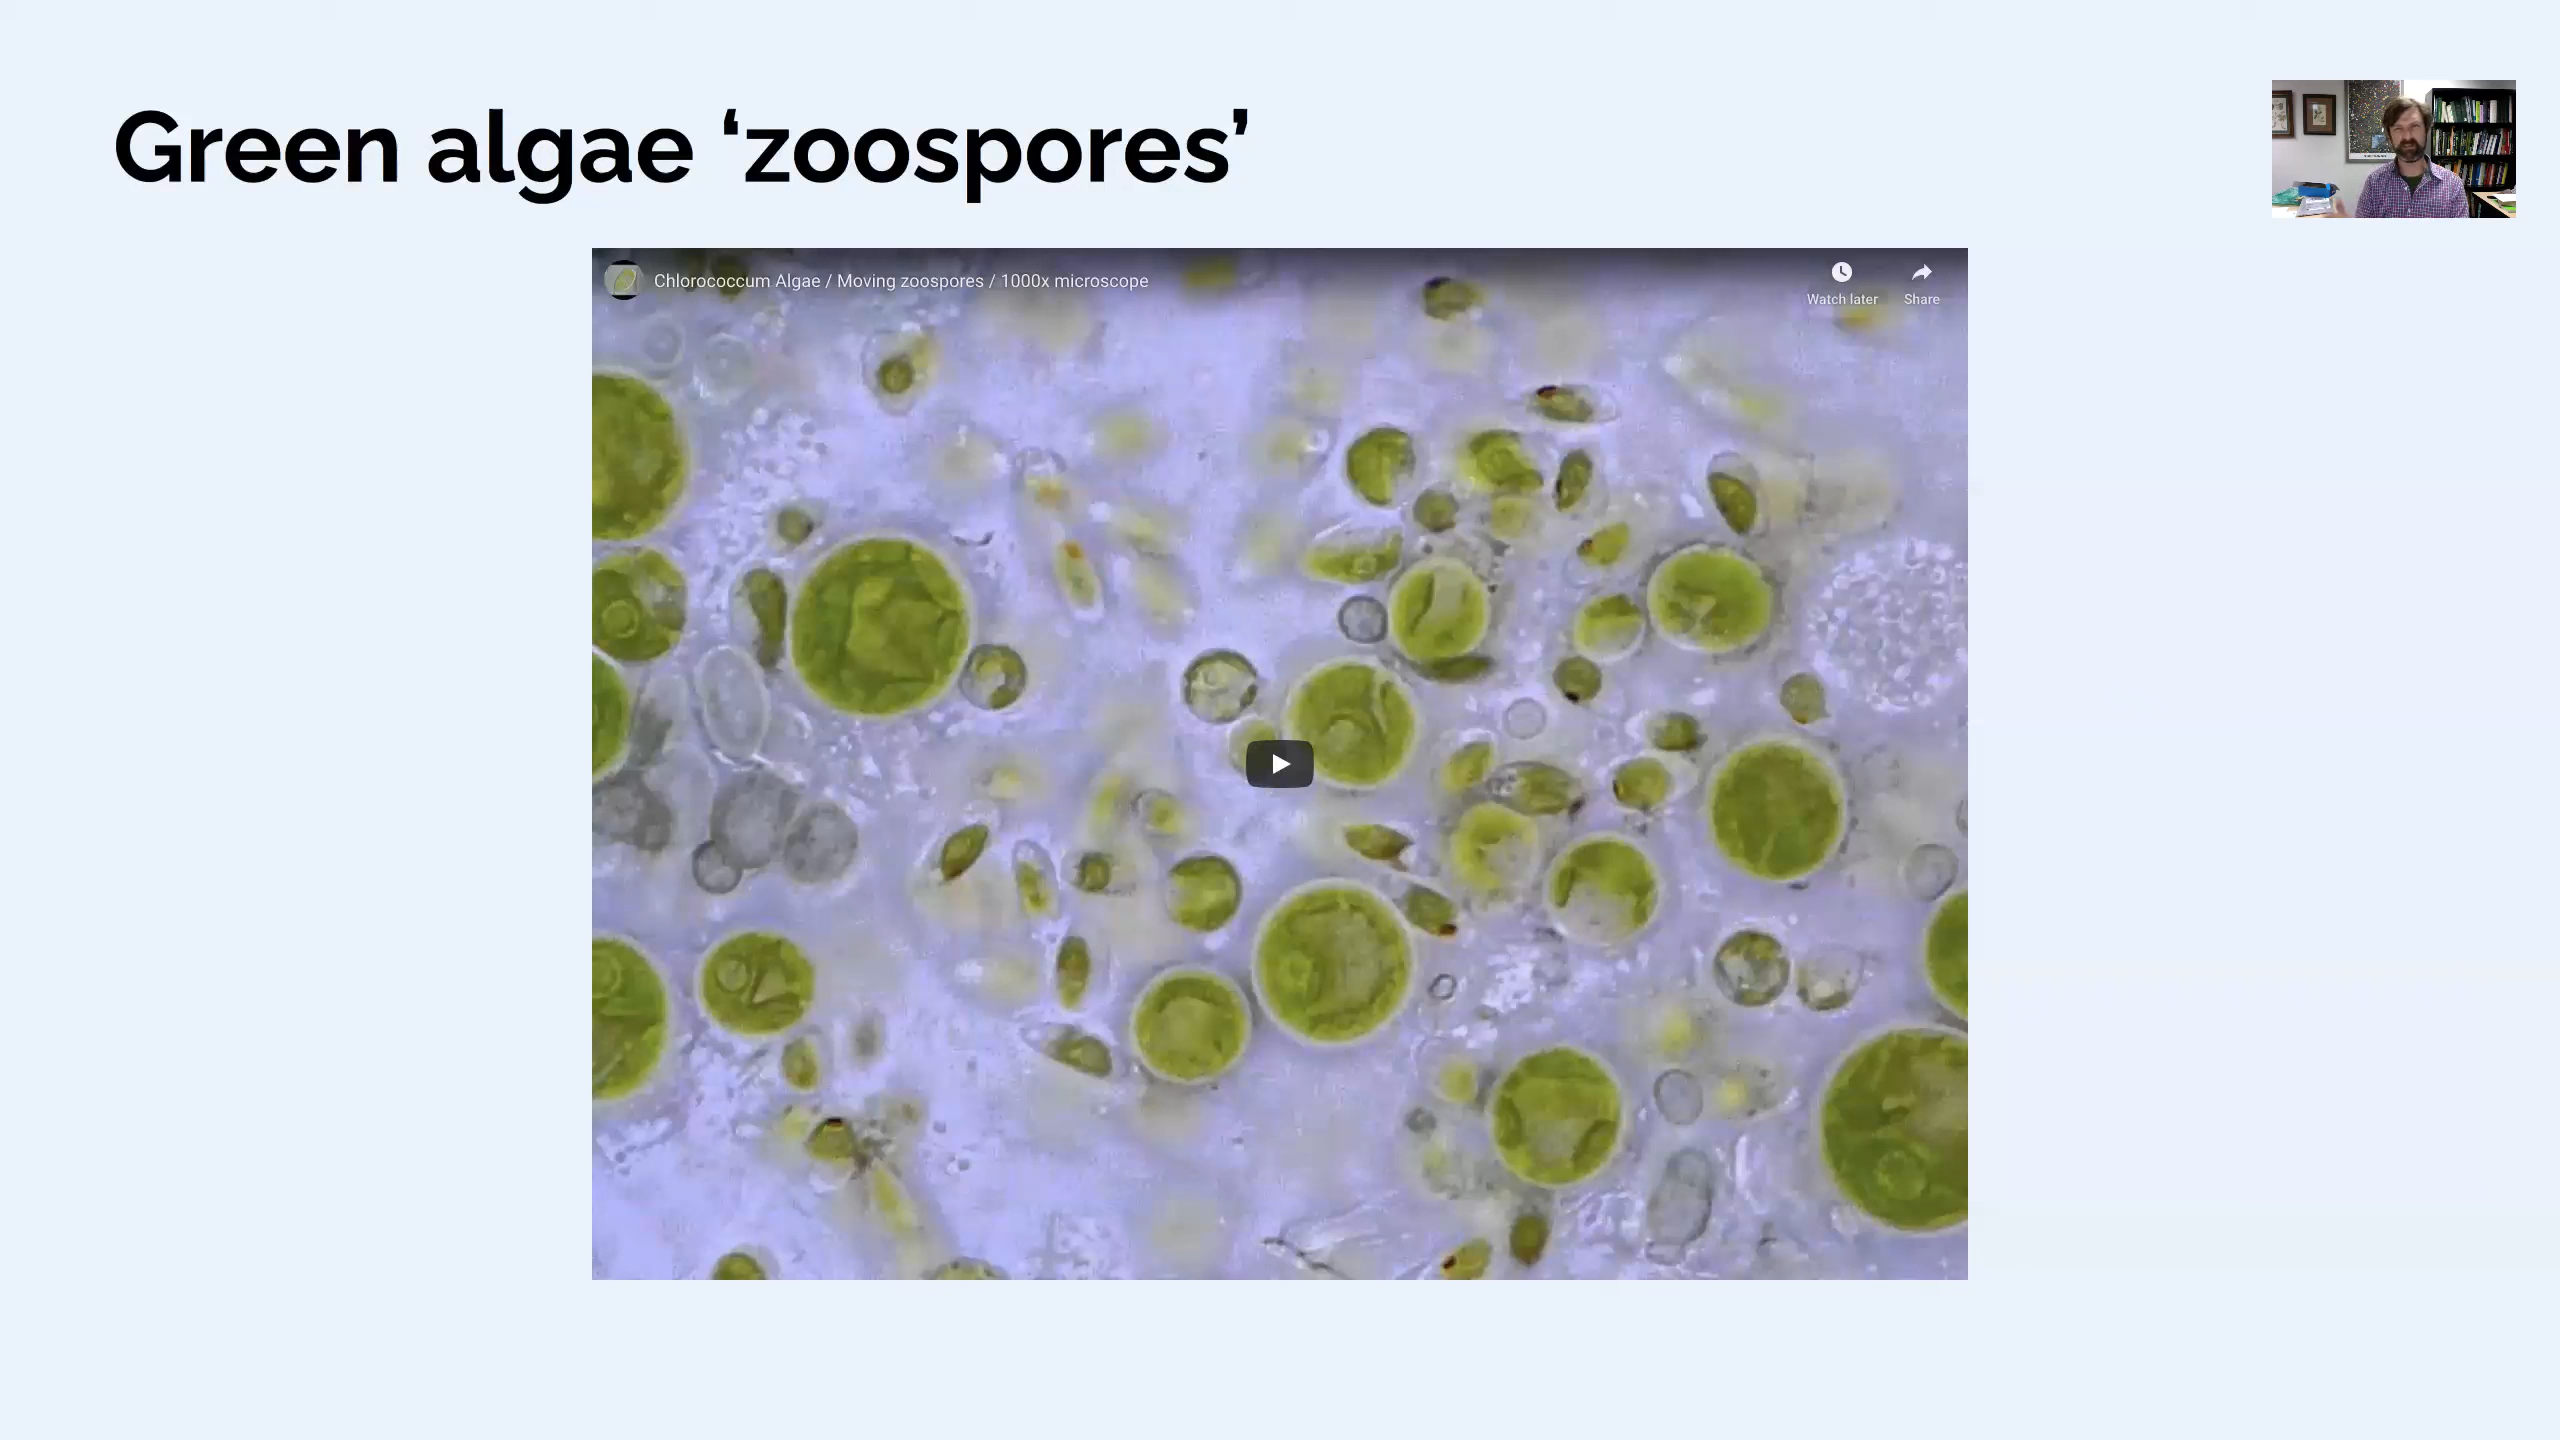 Green algae ‘zoospores’
Chlorococcum Algae / Moving zoospores / 1000x microscope
Watch later
Share